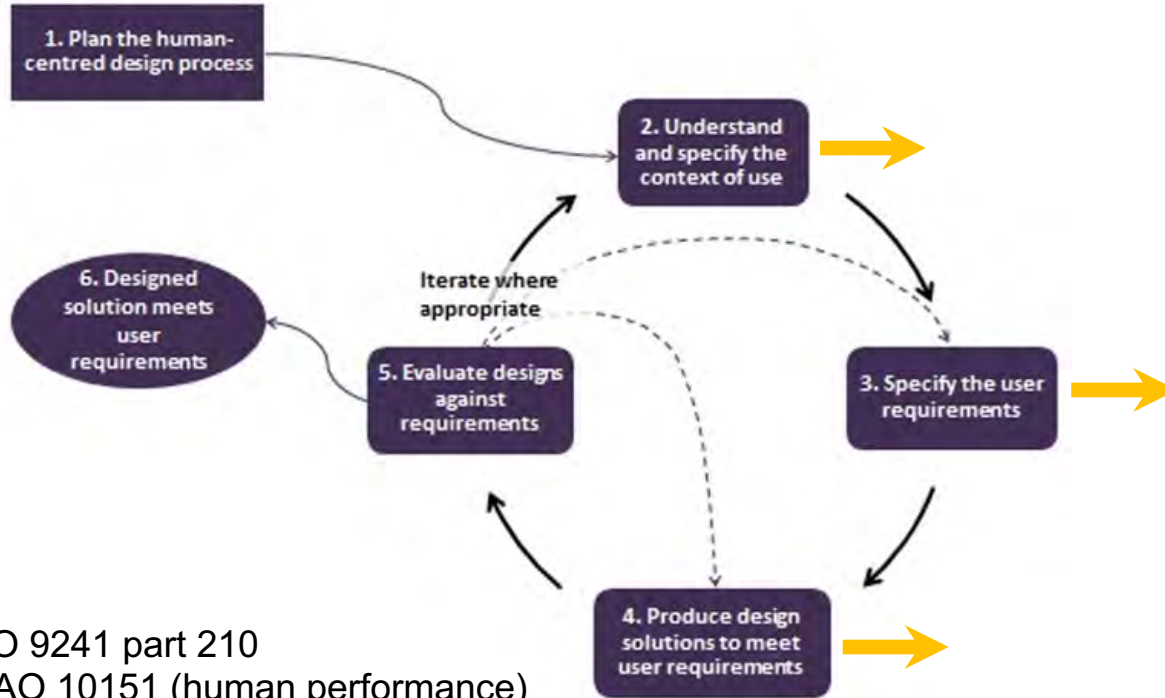 1. Plan the human-
centred design process
2. Understand
and specify the
context of use
6. Designed
solution meets
user
requirements
Iterate where
appropriate
5. Evaluate designs
against
requirements
3. Specify the user
requirements
4. Produce design
solutions to meet
user requirements
O 9241 part 210
AO 10151 (human performance)